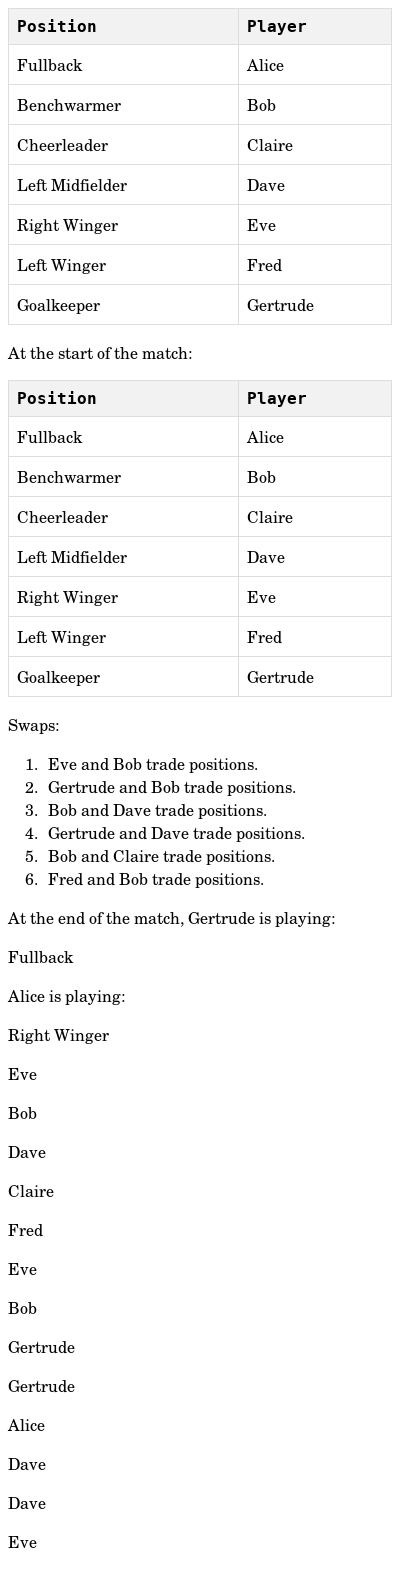 Position Player
Fullback Alice
Benchwarmer Bob
Cheerleader Claire
Left Midfielder Dave
Right Winger Eve
Left Winger Fred
Goalkeeper Gertrude
At the start of the match:
Position Player
Fullback Alice
Benchwarmer Bob
Cheerleader Claire
Left Midfielder Dave
Right Winger Eve
Left Winger Fred
Goalkeeper Gertrude
Swaps:
1. Eve and Bob trade positions.
2. Gertrude and Bob trade positions.
3. Bob and Dave trade positions.
4. Gertrude and Dave trade positions.
5. Bob and Claire trade positions.
6. Fred and Bob trade positions.
At the end of the match, Gertrude is playing:
Fullback
Alice is playing:
Right Winger
Eve
Bob
Dave
Claire
Fred
Eve
Bob
Gertrude
Gertrude
Alice
Dave
Dave
Eve